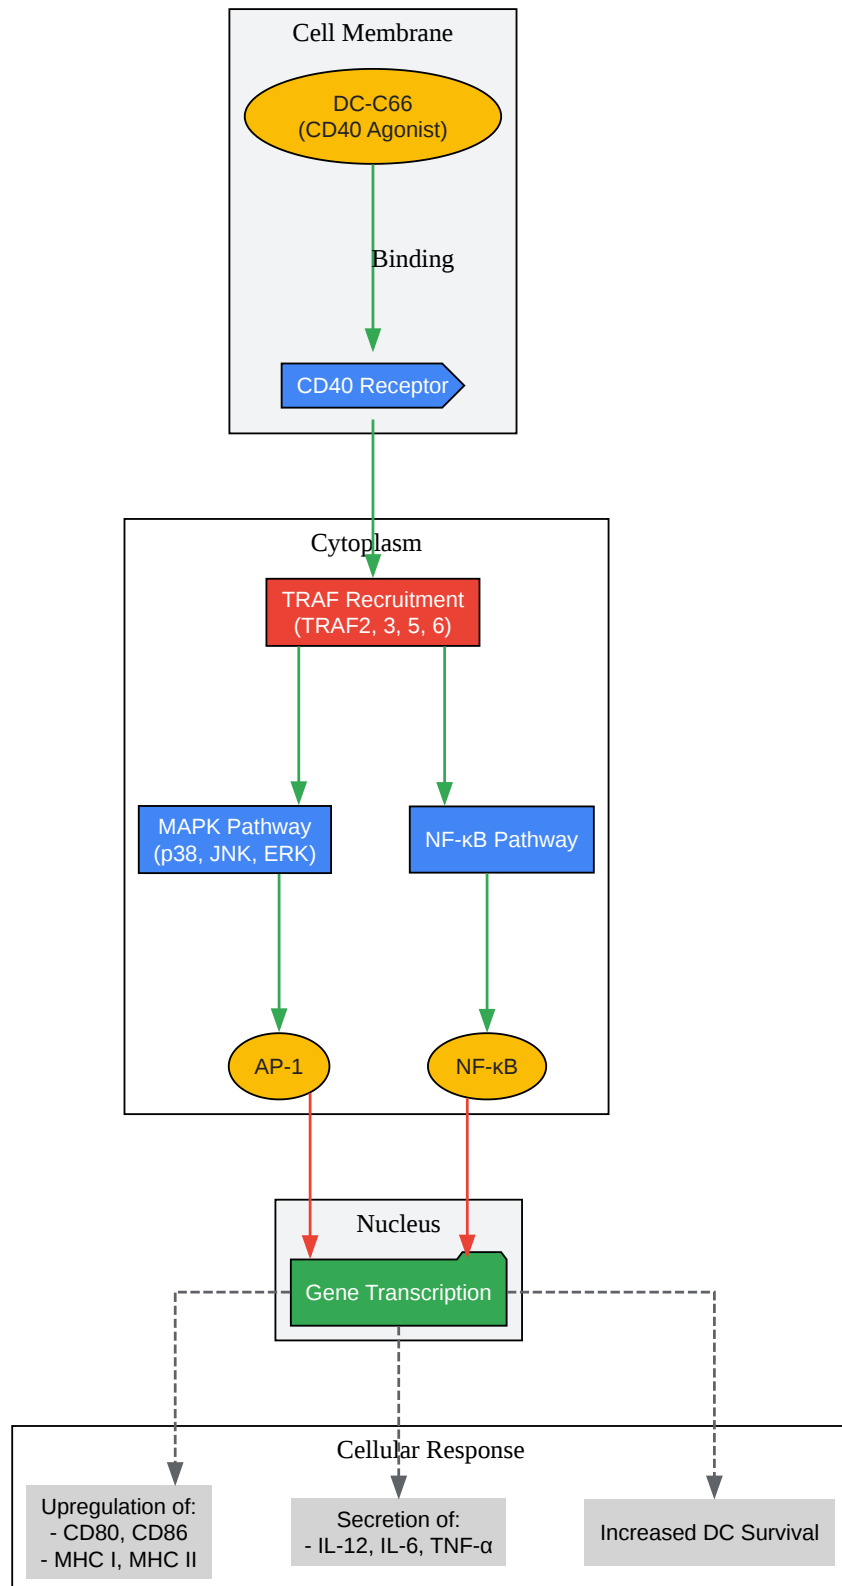 Cell Membrane
DC-C66
(CD40 Agonist)
Binding
CD40 Receptor
Cytoplasm
TRAF Recruitment
(TRAF2, 3, 5, 6)
MAPK Pathway
(p38, JNK, ERK)
NF-κB Pathway
AP-1
NF-κB
Nucleus
Gene Transcription
Cellular Response
Upregulation of:
- CD80, CD86
- MHC I, MHC II
Secretion of:
- IL-12, IL-6, TNF-α
Increased DC Survival